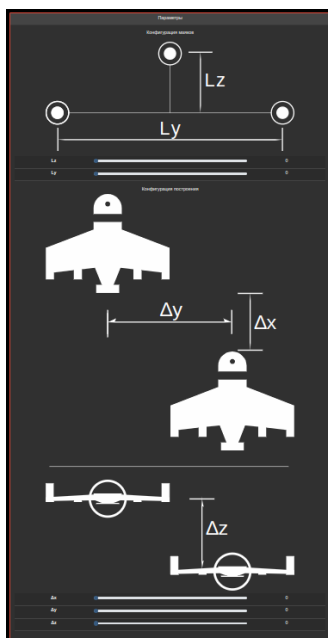 Параметры
Конфигурация маяков
Lz
Ly
Lz 0
Ly 0
Конфигурация построения
Δy
Δx
Δz
Δx 0
Δy 0
Δz 0